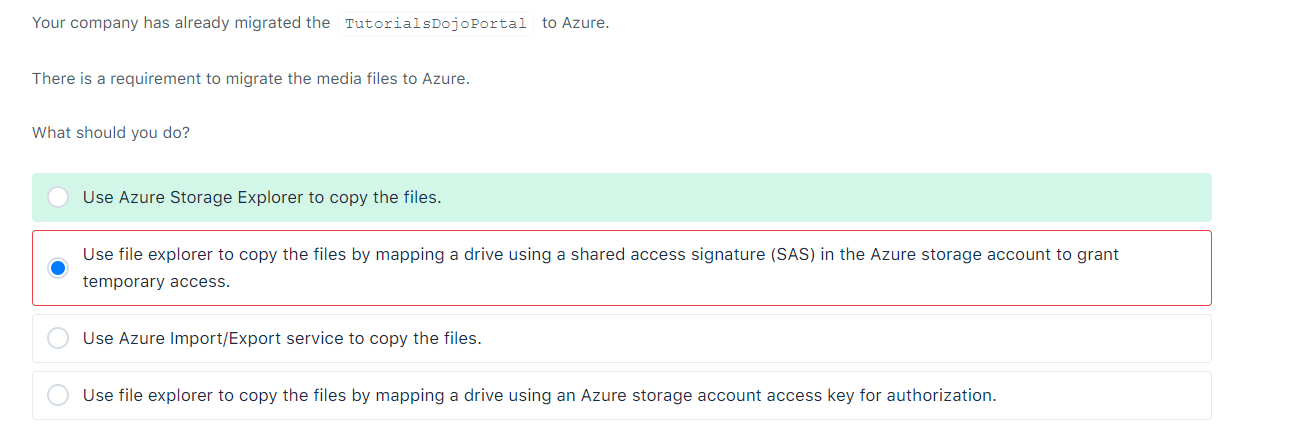 Your company has already migrated the TutorialsDojoPortal to Azure.
There is a requirement to migrate the media files to Azure.
What should you do?
Use Azure Storage Explorer to copy the files.
Use file explorer to copy the files by mapping a drive using a shared access signature (SAS) in the Azure storage account to grant
temporary access.
Use Azure Import/Export service to copy the files.
Use file explorer to copy the files by mapping a drive using an Azure storage account access key for authorization.